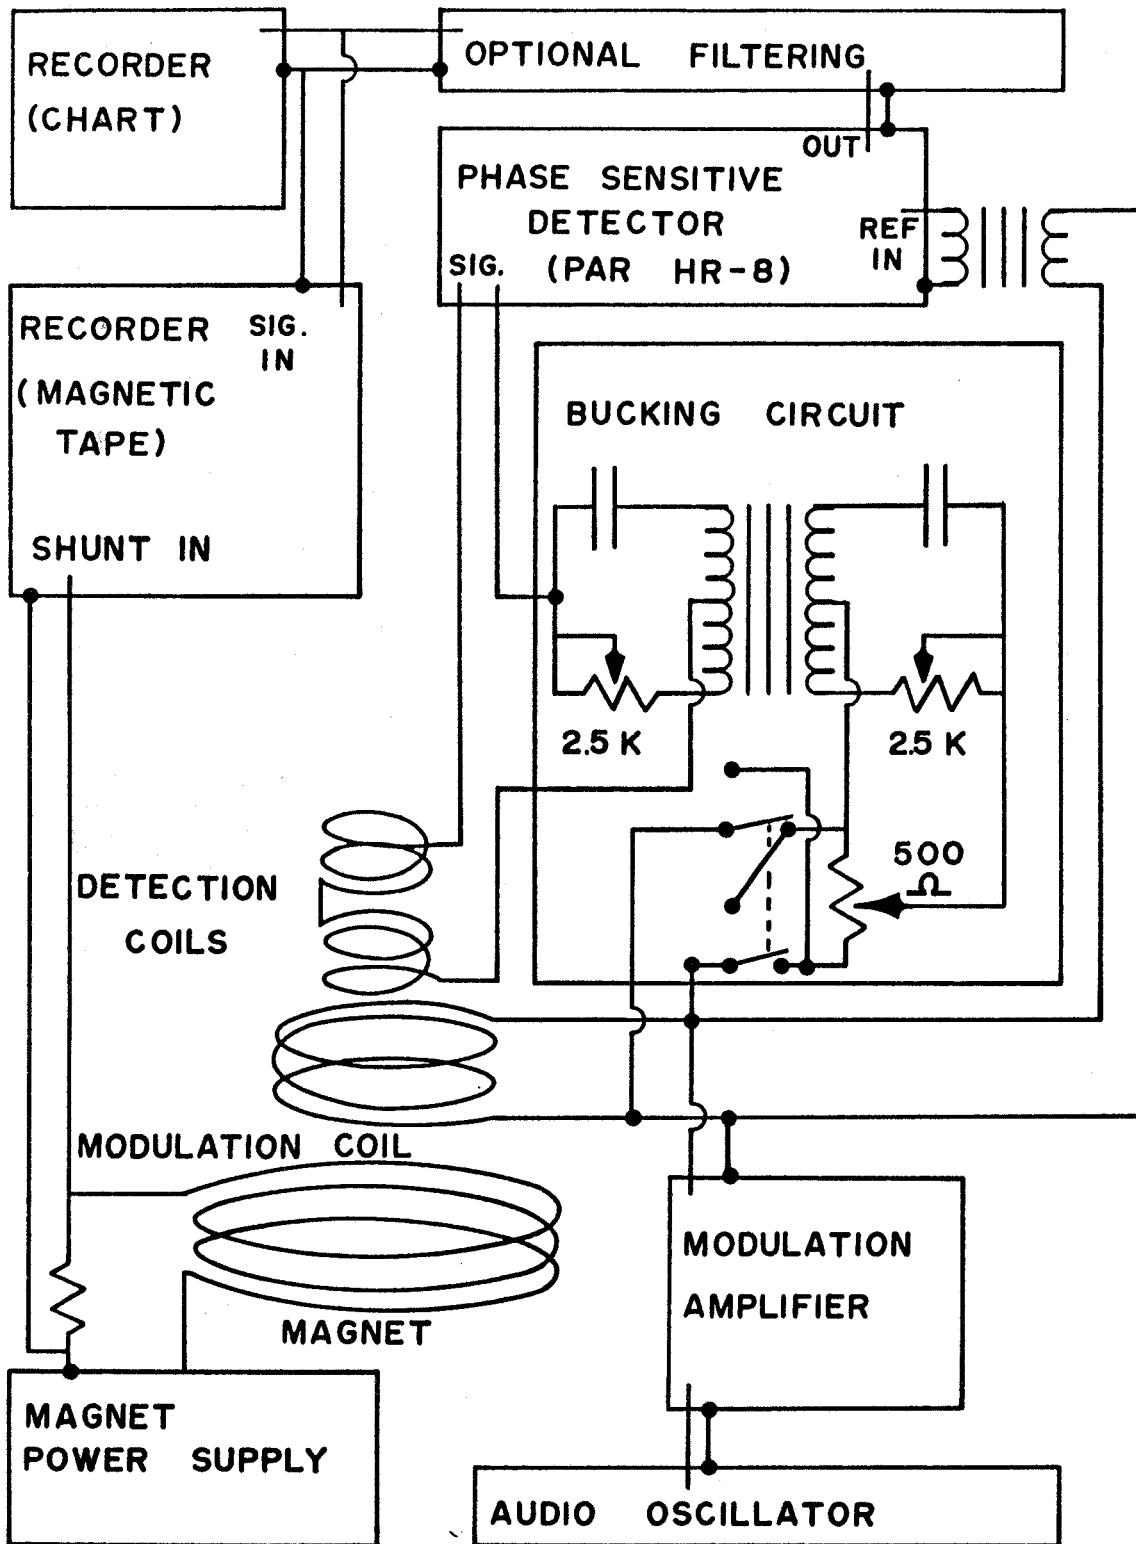 RECORDER
(CHART)
OPTIONAL FILTERING
OUT
PHASE SENSITIVE
DETECTOR
(PAR HR-8)
SIG.
REF
IN
RECORDER
(MAGNETIC
TAPE)
SIG.
IN
SHUNT IN
BUCKING CIRCUIT
2.5 K
2.5 K
500
Ω
DETECTION
COILS
MODULATION COIL
MAGNET
MODULATION
AMPLIFIER
MAGNET
POWER SUPPLY
AUDIO OSCILLATOR